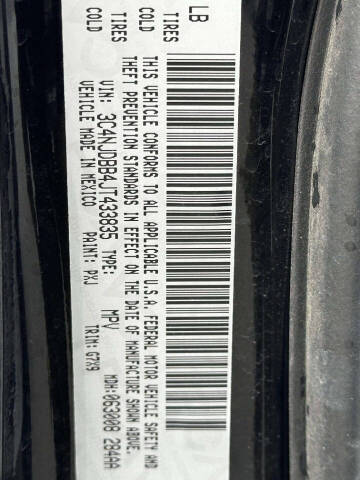 LB
TIRES
COLD
TIRES
COLD
THIS VEHICLE CONFORMS TO ALL APPLICABLE U.S.A. FEDERAL MOTOR VEHICLE SAFETY AND
THEFT PREVENTION STANDARDS IN EFFECT ON THE DATE OF MANUFACTURE SHOWN ABOVE.
VIN: 3C4NJDBB4JT433835 TYPE: MPV MDH: 063008 284AA
VEHICLE MADE IN MEXICO PAINT: PXJ TRIM: G7X9